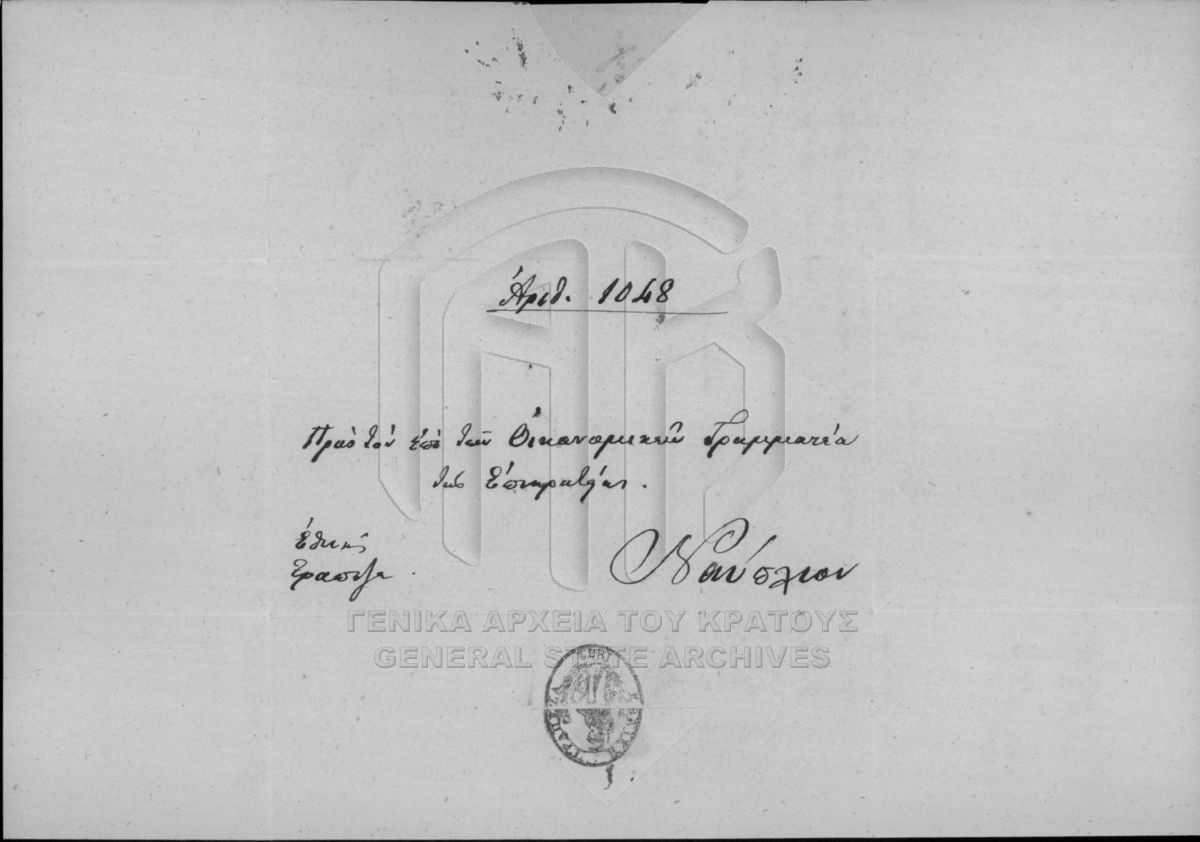 Ἀριθ. 1048
Πρὸς τὸν ἐπὶ τῶν Οἰκονομικῶν Γραμματέα
τῆς Ἐπικρατείας.
Ἐθνικὴ
Τράπεζα.
Ναύπλιον
ΓΕΝΙΚΑ ΑΡΧΕΙΑ ΤΟΥ ΚΡΑΤΟΥΣ
GENERAL STATE ARCHIVES